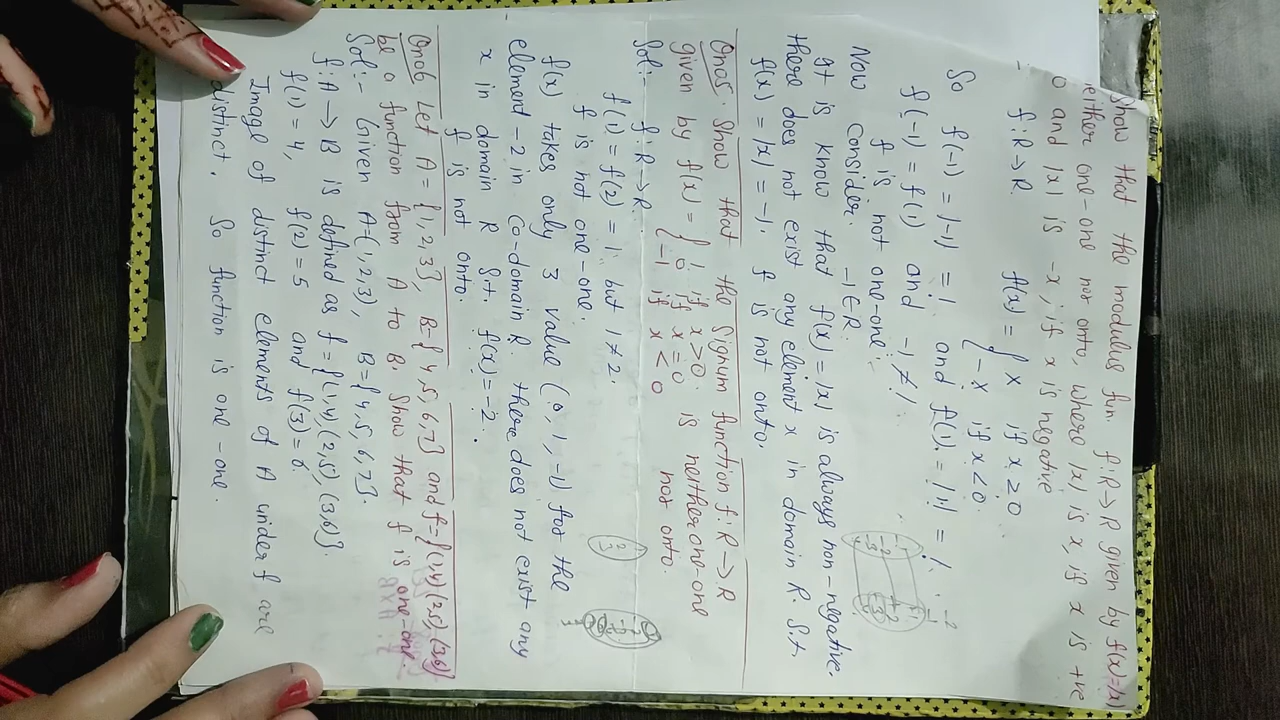 Show that the modulus fun. f:R→R given by f(x)=|x|
neither one-one not onto, where |x| is x, if x is +ve
0 and |x| is -x, if x is negative
f:R→R f(x) = { x if x ≥ 0
{ -x if x < 0.
So f(-1) = |-1| = 1 and f(1) = |1| = 1.
f(-1) = f(1) and -1 ≠ 1
f is not one-one.
Now consider. -1∈R.
It is know that f(x) = |x| is always non-negative.
there does not exist any element x in domain R. S.t.
f(x) = |x| = -1. f is not onto.
Qno5. Show that the Signum function f:R→R
given by f(x) = { 1, if x > 0
0 if x = 0 is neither one-one
-1 if x < 0 not onto.
Sol:- f:R→R.
f(1) = f(2) = 1. but 1 ≠ 2.
f is not one-one.
f(x) takes only 3 value (0, 1, -1) for the
element -2 in Co-domain R. there does not exist any
x in domain R S.t. f(x) = -2.
f is not onto.
Qno6 Let A = {1,2,3}, B={4,5,6,7} and f={(1,4)(2,5),(3,6)}
be a function from A to B. Show that f is one-one.
Sol:- Given A={1,2,3), B={4,5,6,7}.
f:A→B is defined as f = {(1,4),(2,5),(3,6)}.
f(1) = 4, f(2) = 5 and f(3) = 6.
Image of distinct elements of A under f are
distinct. So function is one-one.